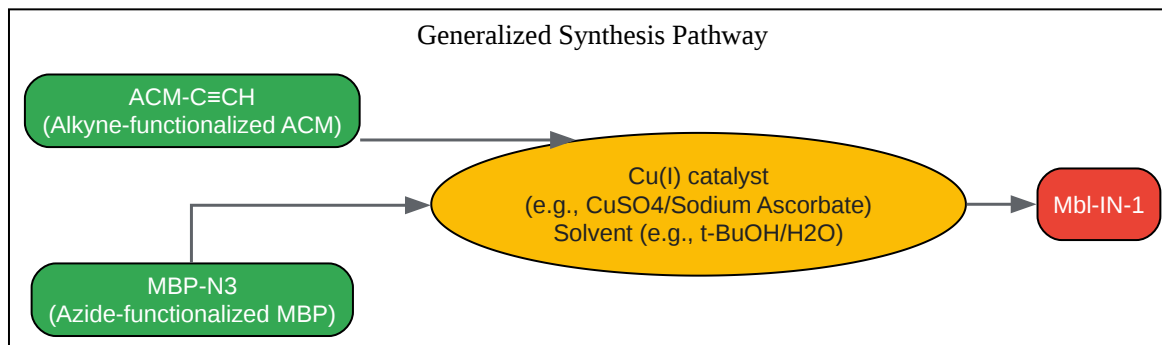 Generalized Synthesis Pathway
ACM-C≡CH
(Alkyne-functionalized ACM)
Cu(I) catalyst
(e.g., CuSO4/Sodium Ascorbate)
Solvent (e.g., t-BuOH/H2O)
Mbl-IN-1
MBP-N3
(Azide-functionalized MBP)